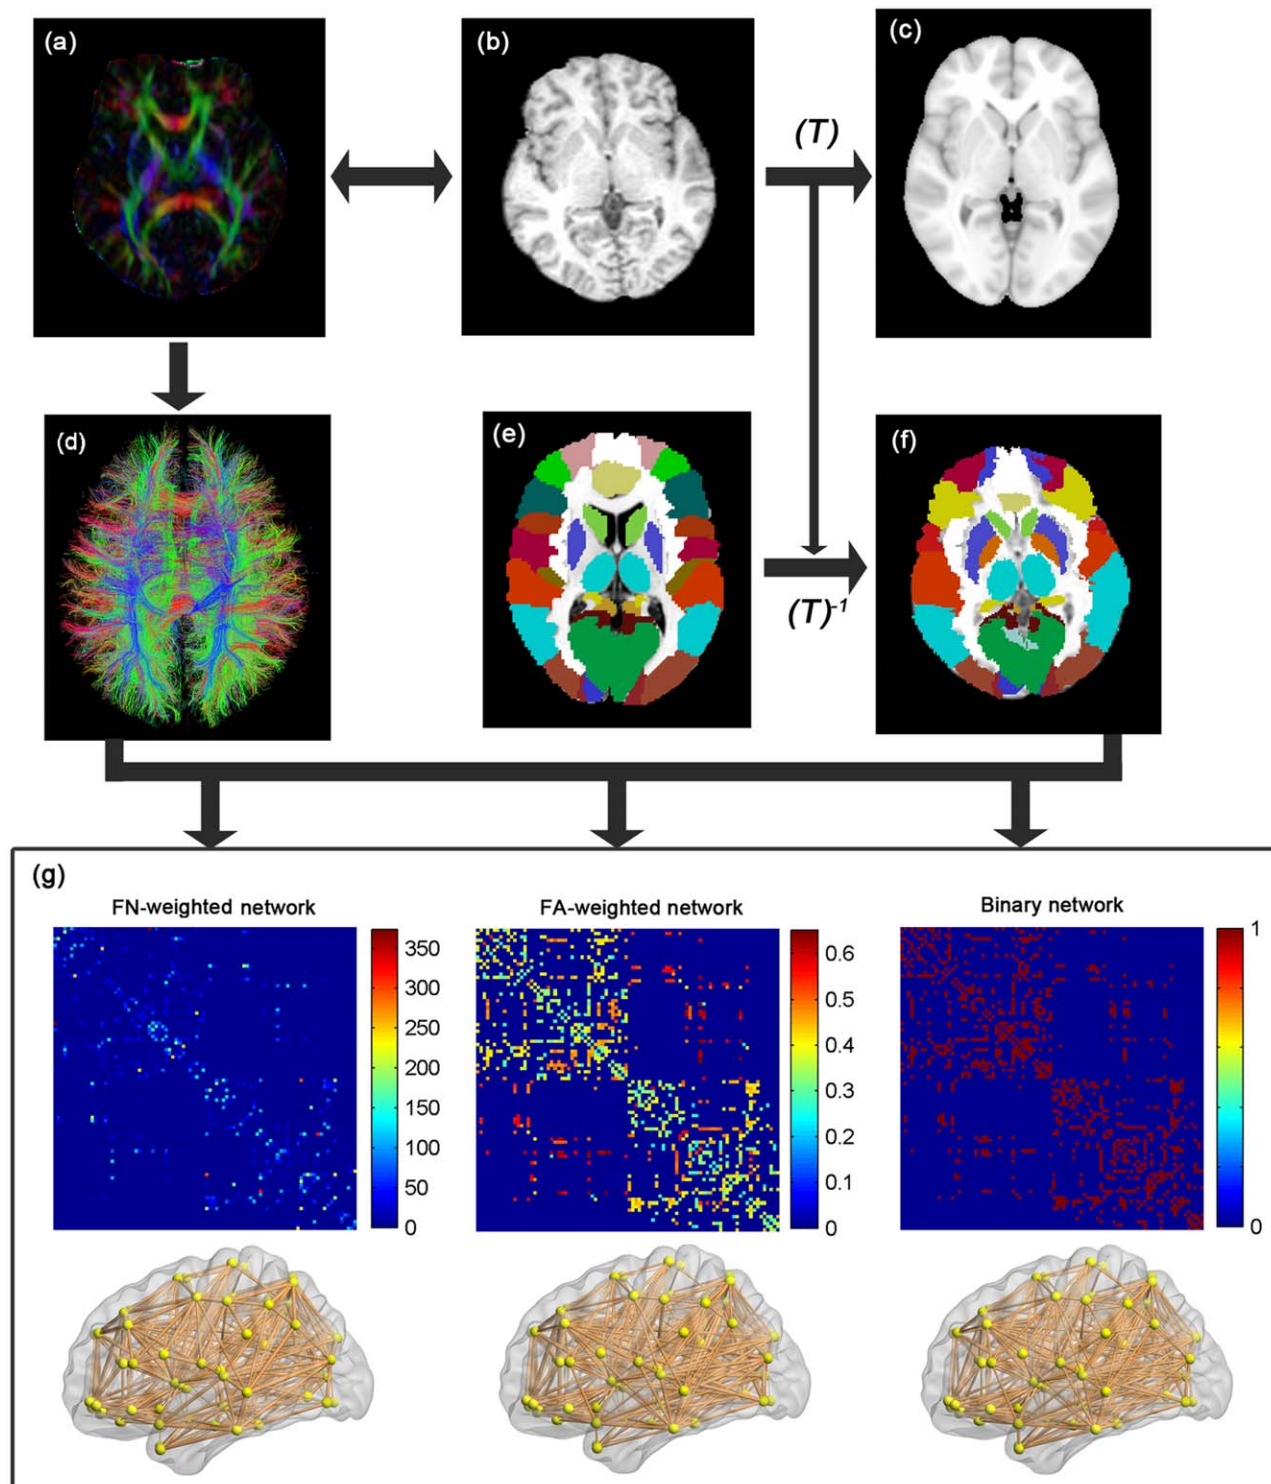 (a)
(b)
(c)
(T)
(d)
(e)
(f)
(T)-1
(g)
FN-weighted network
FA-weighted network
Binary network
350
300
250
200
150
100
50
0
0.6
0.5
0.4
0.3
0.2
0.1
0
1
0